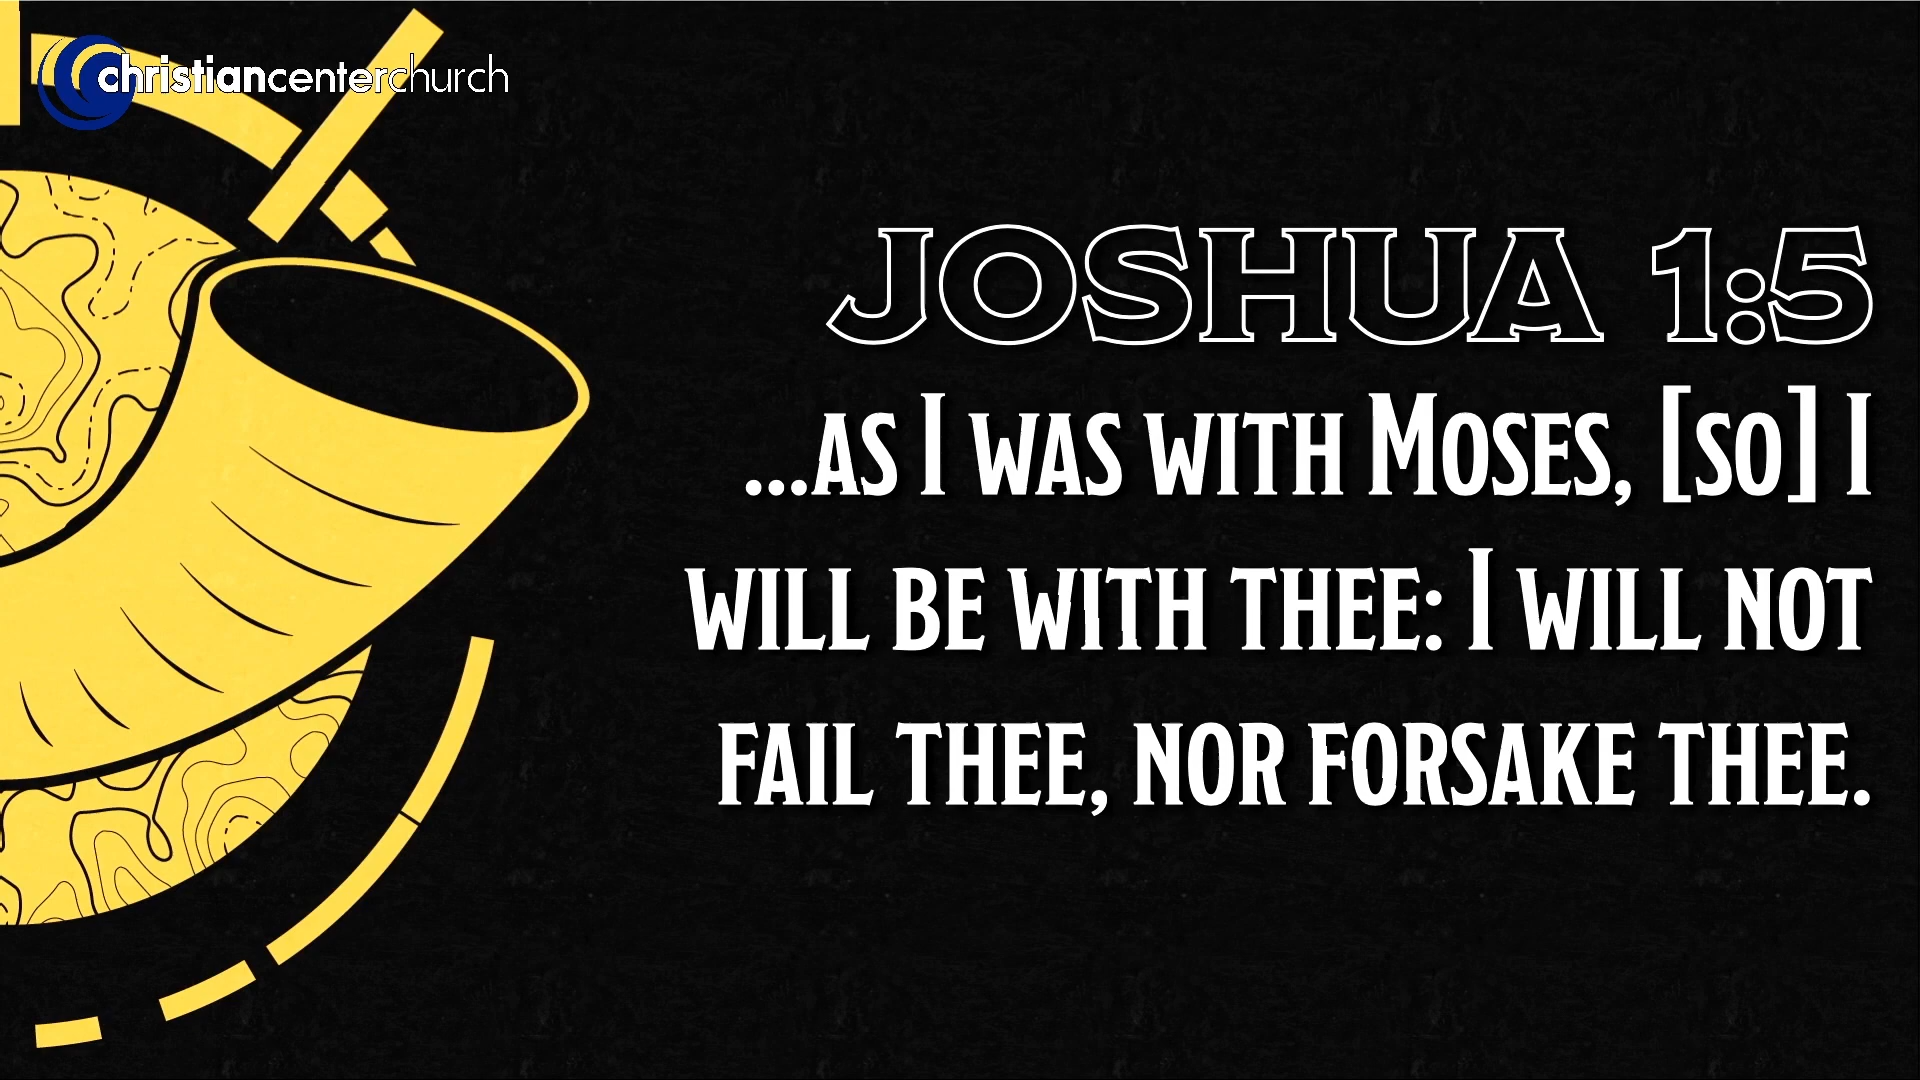 christiancenterchurch
JOSHUA 1:5
...as I was with Moses, [so] I
will be with thee: I will not
fail thee, nor forsake thee.